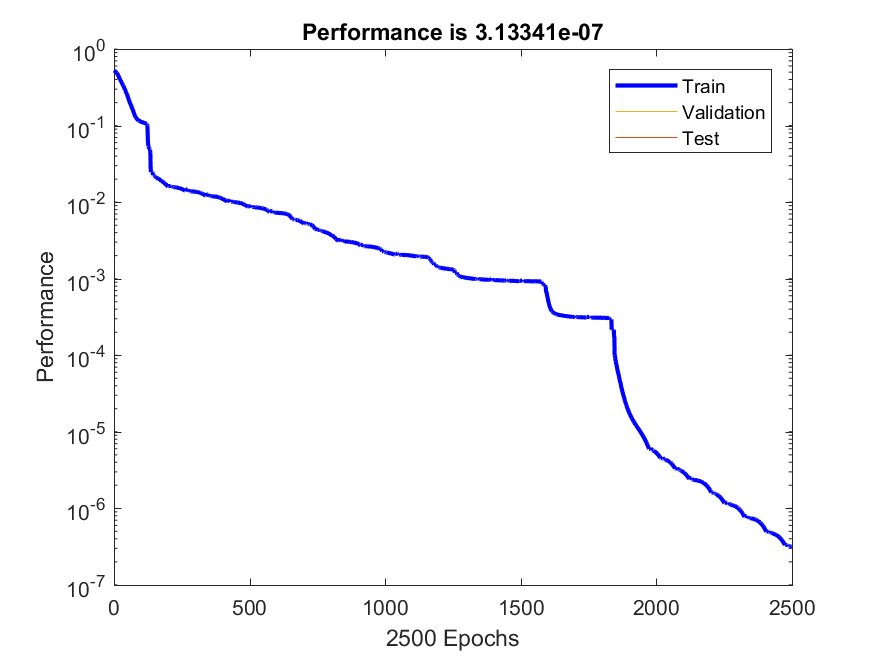 Performance is 3.13341e-07
10^0
10^-1
10^-2
10^-3
10^-4
10^-5
10^-6
10^-7
Performance
Train
Validation
Test
0 500 1000 1500 2000 2500
2500 Epochs